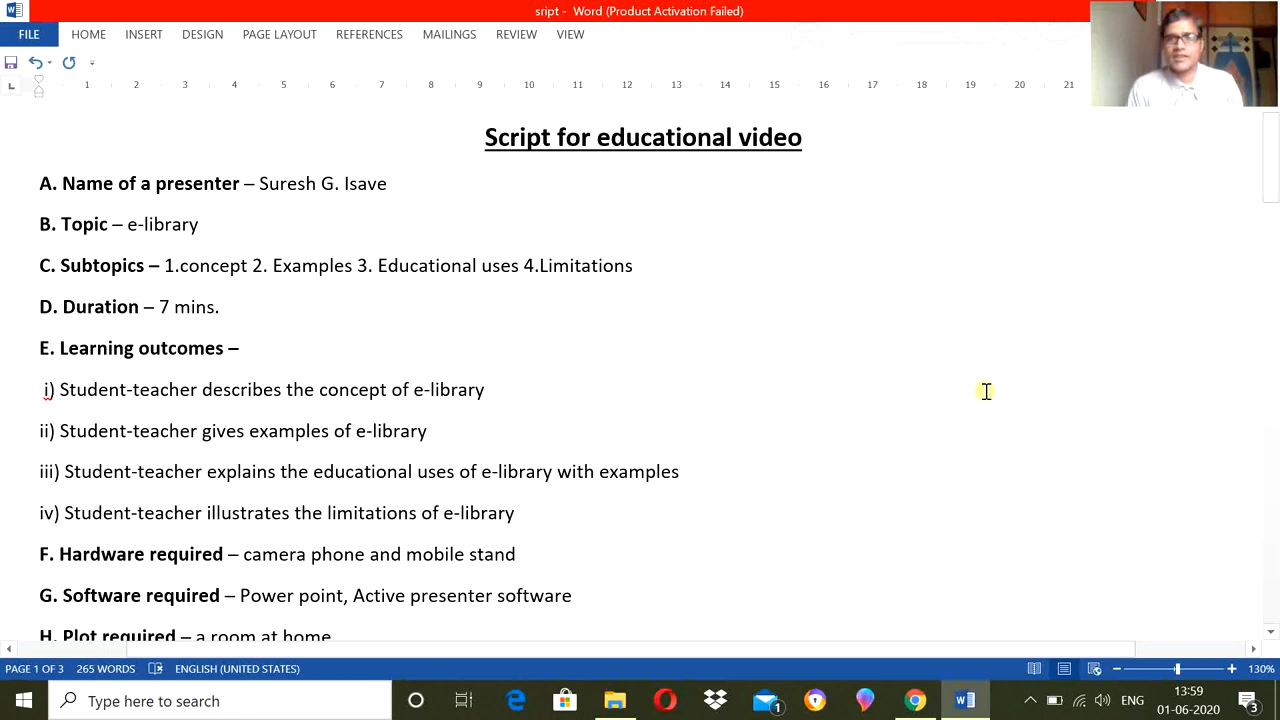 sript - Word (Product Activation Failed)
FILE HOME INSERT DESIGN PAGE LAYOUT REFERENCES MAILINGS REVIEW VIEW
1 2 3 4 5 6 7 8 9 10 11 12 13 14 15 16 17 18 19 20 21
Script for educational video
A. Name of a presenter – Suresh G. Isave
B. Topic – e-library
C. Subtopics – 1.concept 2. Examples 3. Educational uses 4.Limitations
D. Duration – 7 mins.
E. Learning outcomes –
i) Student-teacher describes the concept of e-library
ii) Student-teacher gives examples of e-library
iii) Student-teacher explains the educational uses of e-library with examples
iv) Student-teacher illustrates the limitations of e-library
F. Hardware required – camera phone and mobile stand
G. Software required – Power point, Active presenter software
H. Plot required – a room at home
PAGE 1 OF 3 265 WORDS ENGLISH (UNITED STATES) 130%
Type here to search 1 ENG 13:59
01-06-2020 3